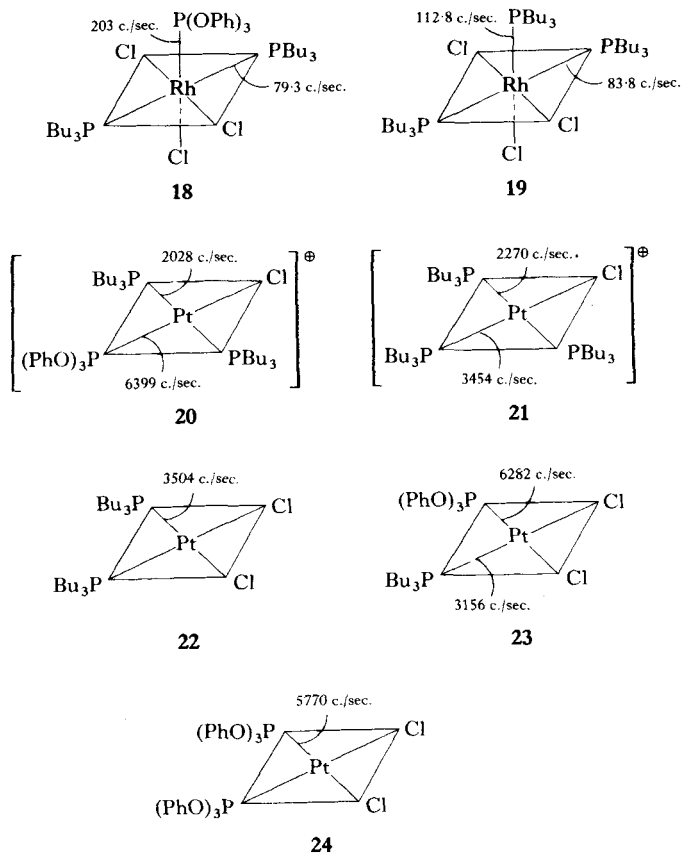 203 c./sec.
P(OPh)3
Cl
PBu3
Rh
79·3 c./sec.
Bu3P
Cl
Cl
18
112·8 c./sec.
PBu3
Cl
PBu3
Rh
83·8 c./sec.
Bu3P
Cl
Cl
19
2028 c./sec.
⊕
Bu3P
Cl
Pt
(PhO)3P
PBu3
6399 c./sec.
20
2270 c./sec.
⊕
Bu3P
Cl
Pt
Bu3P
PBu3
3454 c./sec.
21
3504 c./sec.
Bu3P
Cl
Pt
Bu3P
Cl
22
6282 c./sec.
(PhO)3P
Cl
Pt
Bu3P
Cl
3156 c./sec.
23
5770 c./sec.
(PhO)3P
Cl
Pt
(PhO)3P
Cl
24